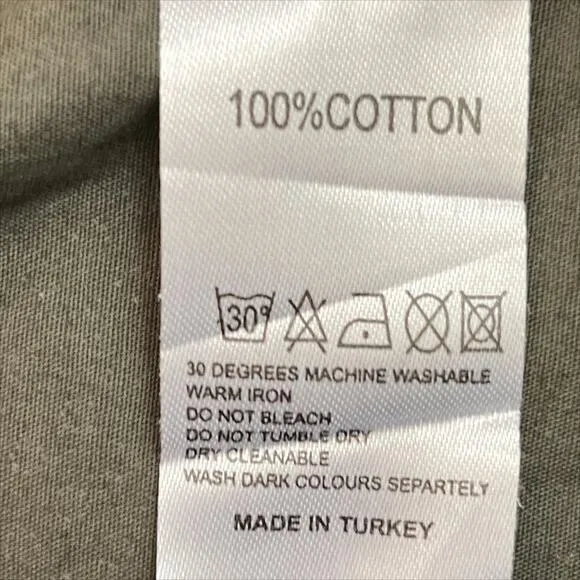 100%COTTON
30°
30 DEGREES MACHINE WASHABLE
WARM IRON
DO NOT BLEACH
DO NOT TUMBLE DRY
DRY CLEANABLE
WASH DARK COLOURS SEPARTELY
MADE IN TURKEY